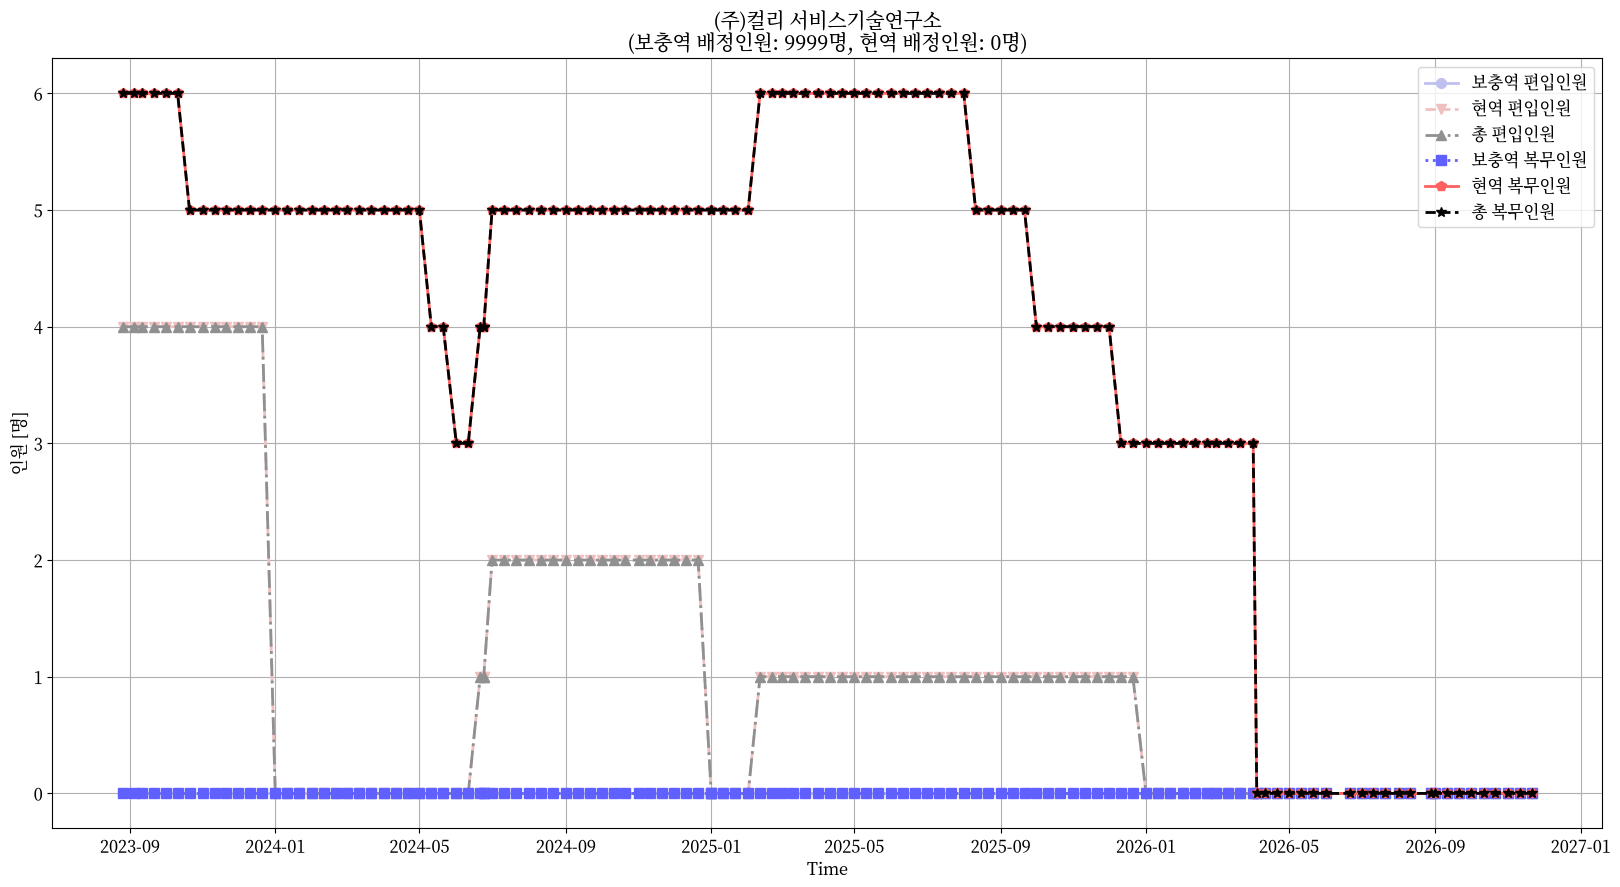 (주)컬리 서비스기술연구소
(보충역 배정인원: 9999명, 현역 배정인원: 0명)
보충역 편입인원
현역 편입인원
총 편입인원
보충역 복무인원
현역 복무인원
총 복무인원
인원 [명]
6
5
4
3
2
1
0
2023-09 2024-01 2024-05 2024-09 2025-01 2025-05 2025-09 2026-01 2026-05 2026-09 2027-01
Time